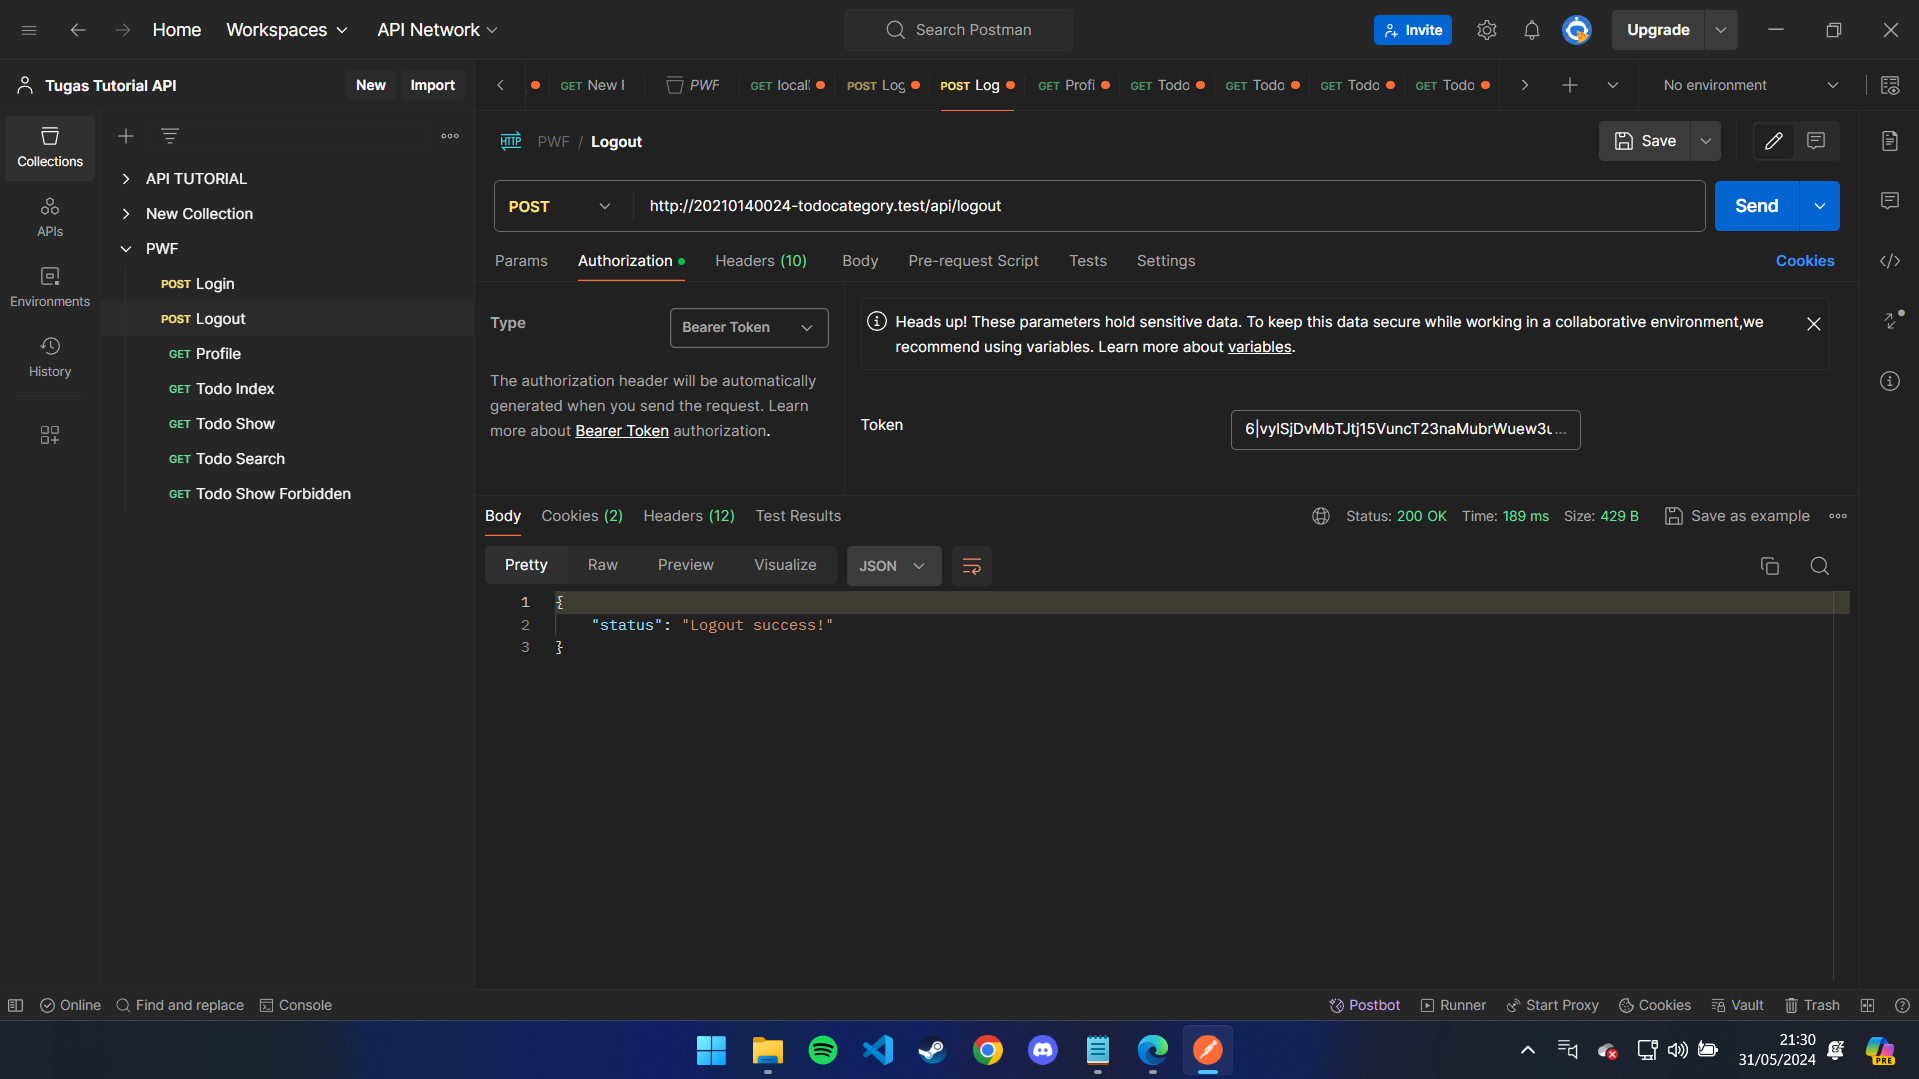 Home Workspaces API Network Search Postman Invite Upgrade
Tugas Tutorial API New Import GET New PWF GET local POST Log POST Log GET Profi GET Todo GET Todo GET Todo GET Todo No environment
Collections
APIs
Environments
History
API TUTORIAL
New Collection
PWF
POST Login
POST Logout
GET Profile
GET Todo Index
GET Todo Show
GET Todo Search
GET Todo Show Forbidden
HTTP PWF / Logout Save
POST http://20210140024-todocategory.test/api/logout Send
Params Authorization Headers (10) Body Pre-request Script Tests Settings Cookies
Type Bearer Token
The authorization header will be automatically
generated when you send the request. Learn
more about Bearer Token authorization.
Heads up! These parameters hold sensitive data. To keep this data secure while working in a collaborative environment,we
recommend using variables. Learn more about variables.
Token
Body Cookies (2) Headers (12) Test Results Status: 200 OK Time: 189 ms Size: 429 B Save as example
Pretty Raw Preview Visualize JSON
1 {
2 "status": "Logout success!"
3 }
Online Find and replace Console Postbot Runner Start Proxy Cookies Vault Trash
21:30
31/05/2024
PRE